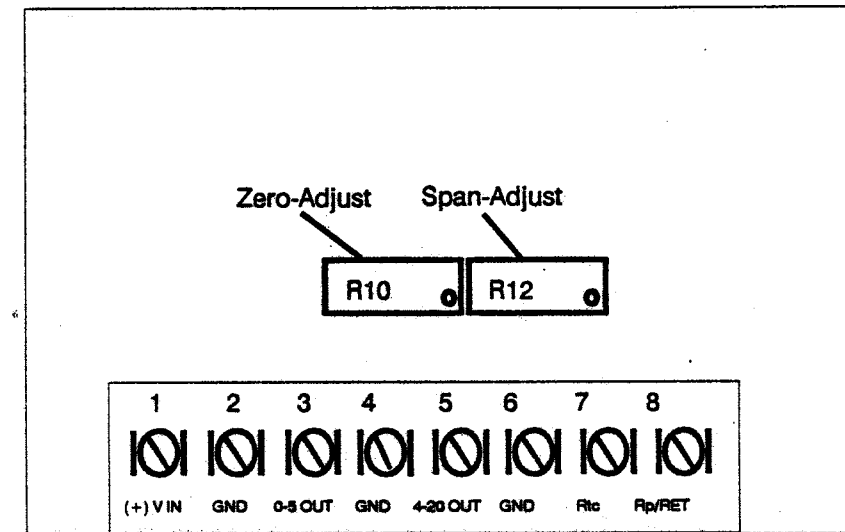 Zero-Adjust Span-Adjust
R10 R12
1 2 3 4 5 6 7 8
(+) V IN GND 0-5 OUT GND 4-20 OUT GND Rtc Rp/RET